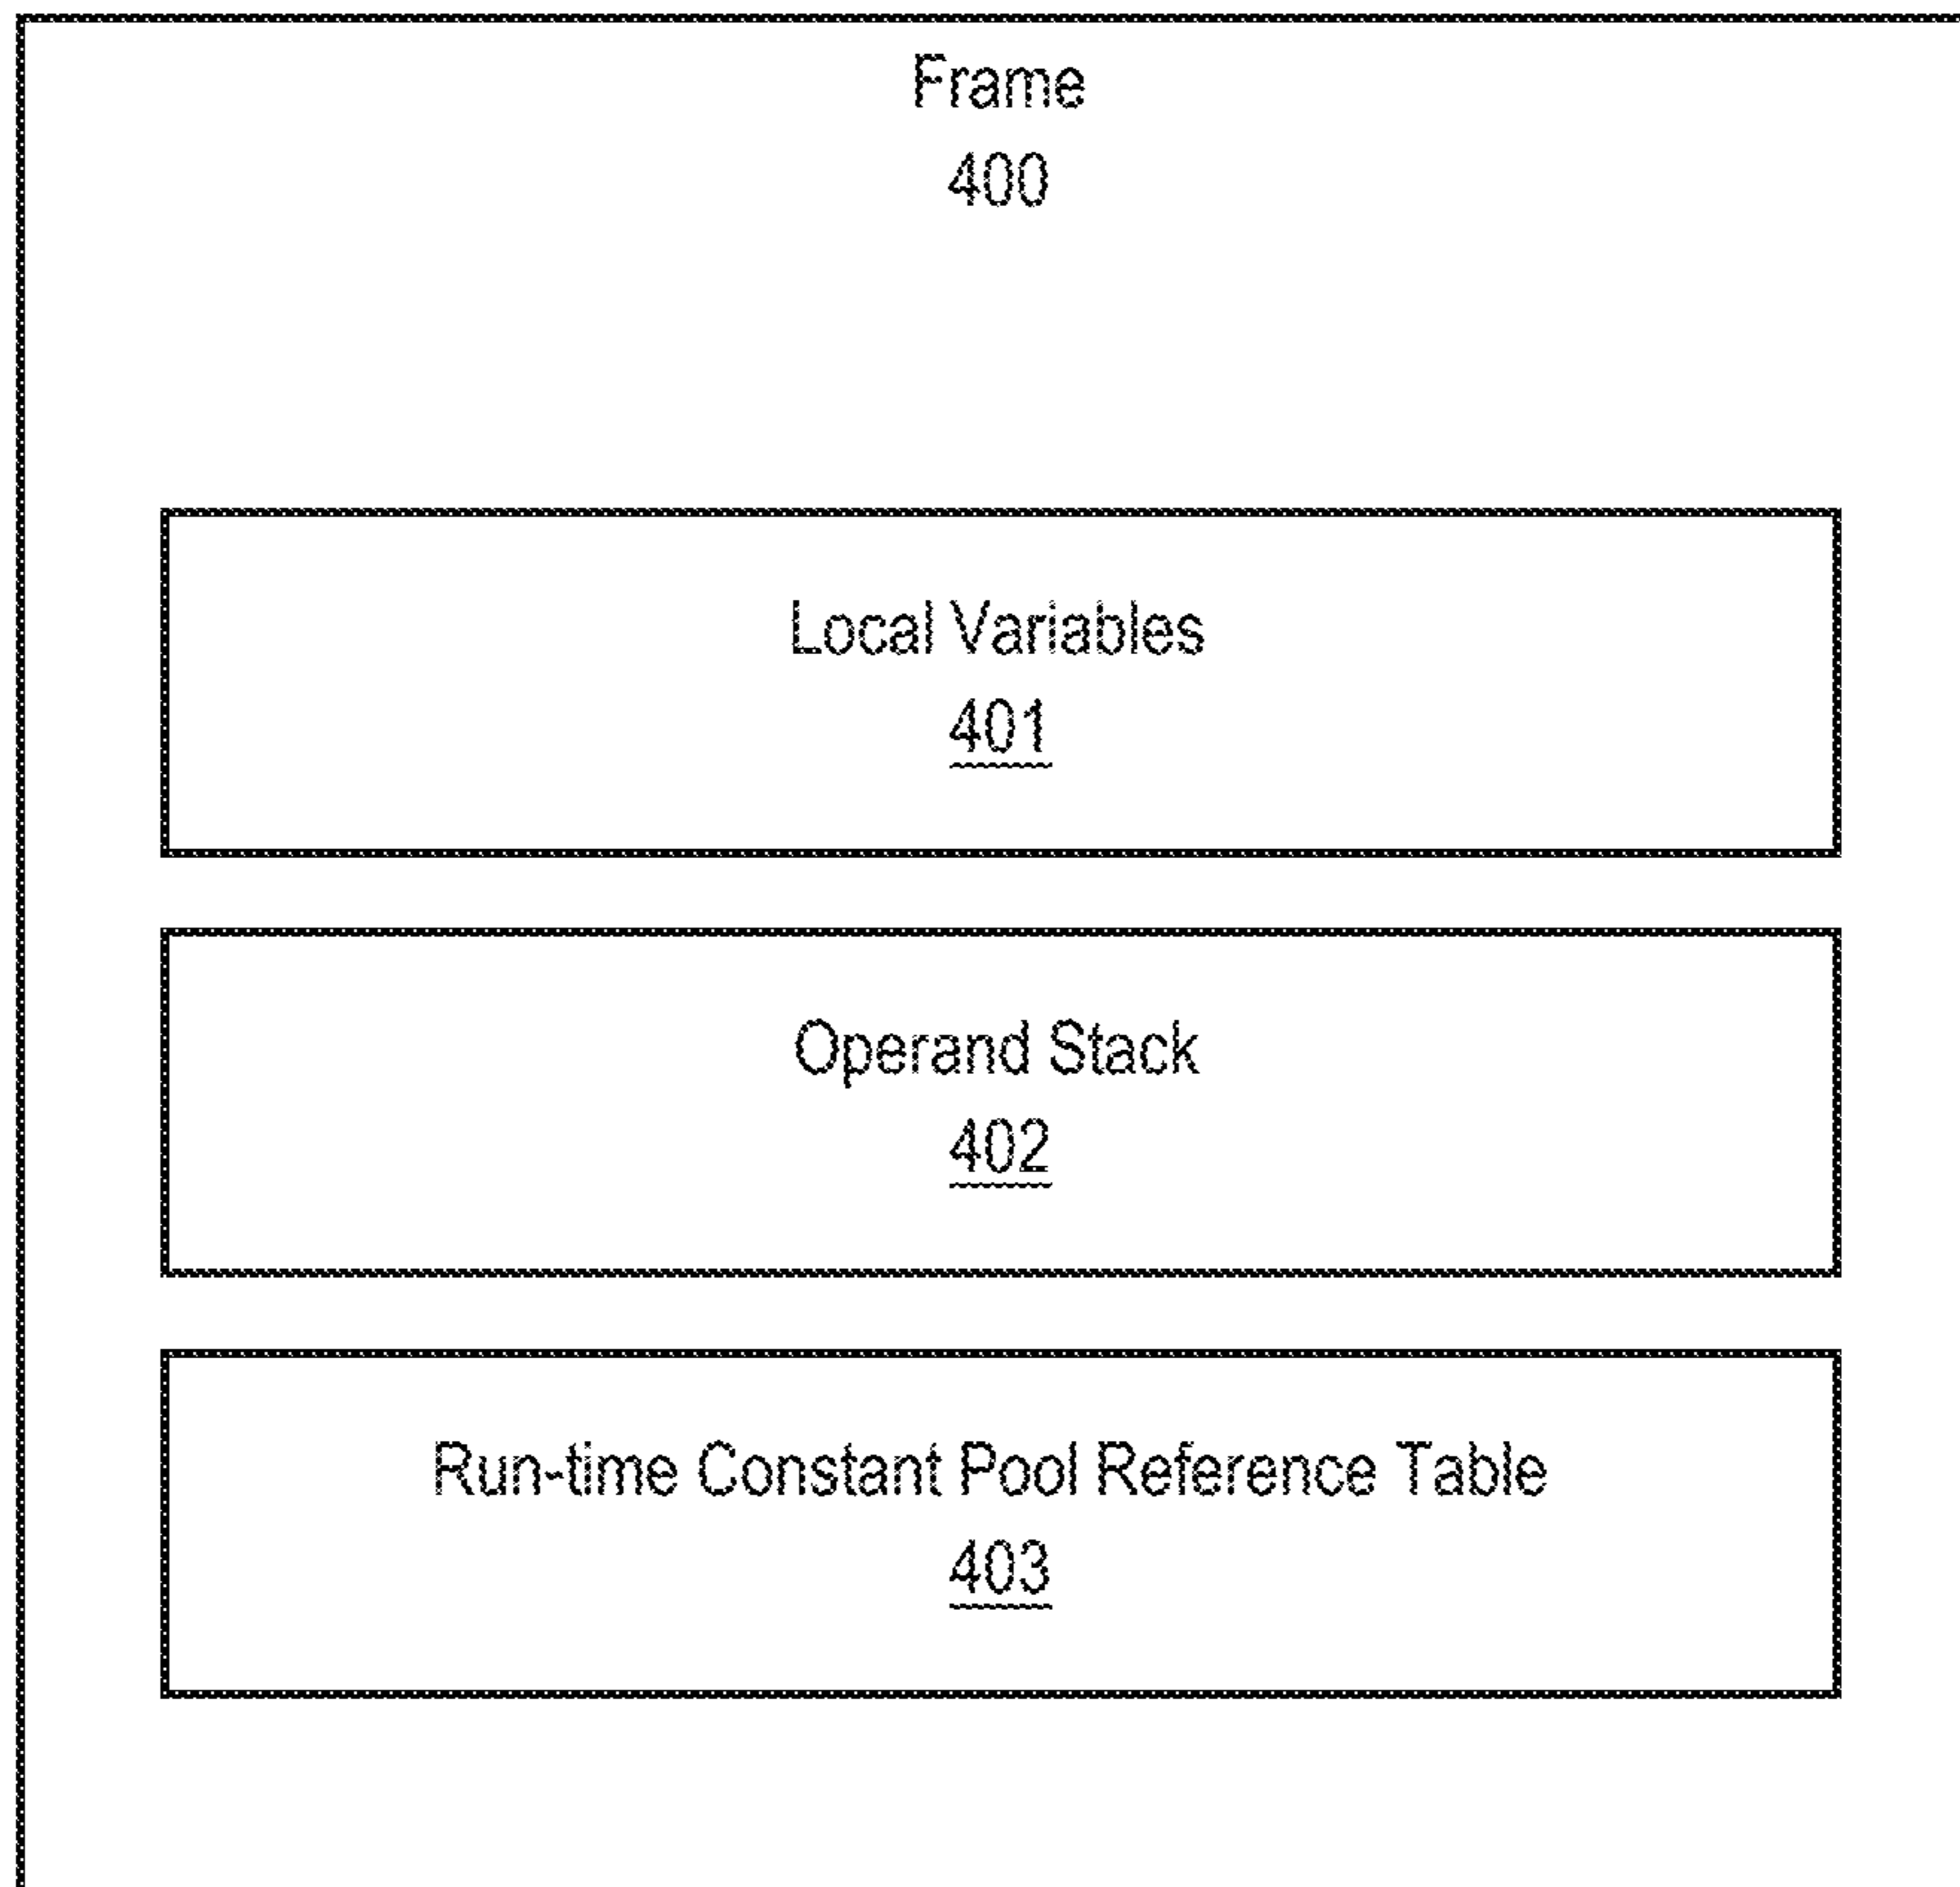 Frame
400
Local Variables
401
Operand Stack
402
Run-time Constant Pool Reference Table
403